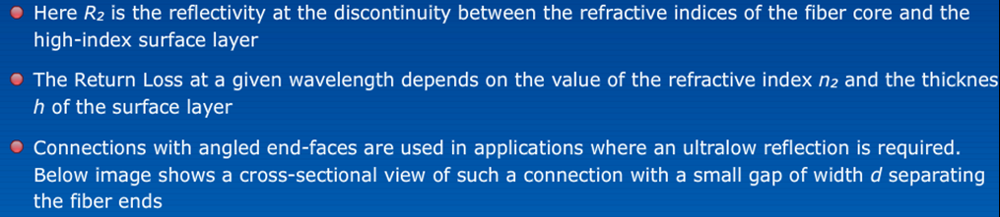 Here R₂ is the reflectivity at the discontinuity between the refractive indices of the fiber core and the
high-index surface layer
The Return Loss at a given wavelength depends on the value of the refractive index n₂ and the thicknes
h of the surface layer
Connections with angled end-faces are used in applications where an ultralow reflection is required.
Below image shows a cross-sectional view of such a connection with a small gap of width d separating
the fiber ends